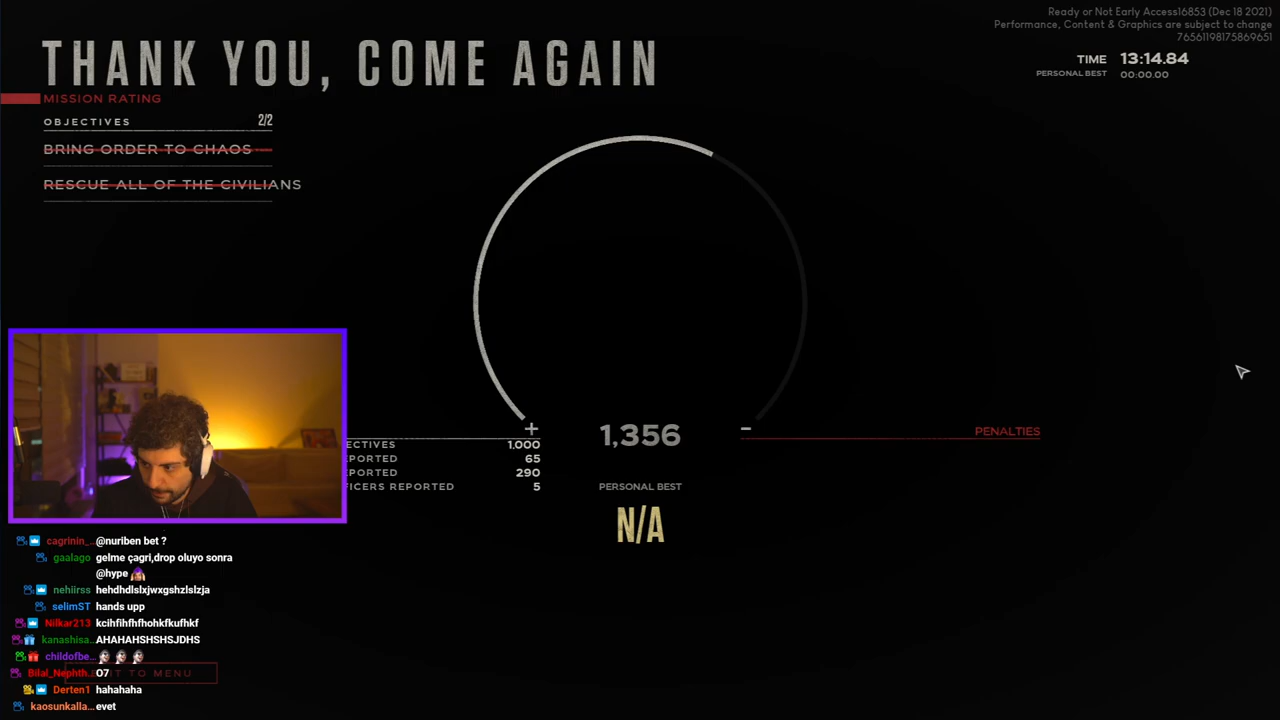 Ready or Not Early Access16853 (Dec 18 2021)
Performance, Content & Graphics are subject to change
76561198175869651
THANK YOU, COME AGAIN
TIME 13:14.84
PERSONAL BEST 00:00.00
MISSION RATING
OBJECTIVES 2/2
BRING ORDER TO CHAOS
RESCUE ALL OF THE CIVILIANS
+ 1,356 -
PENALTIES
ECTIVES 1,000
PORTED 65
PORTED 290
FICERS REPORTED 5
PERSONAL BEST
N/A
cagrinin_... @nuriben bet ?
gaalago gelme çagri,drop oluyo sonra
@hype
nehiirss hehdhdlslxjwxgshzlslzja
selimST hands upp
Nilkar213 kcihfihfhfhohkfkufhkf
kanashisa... AHAHAHSHSHSJDHS
childofbe...
Bilal_Nephth... O7
T TO MENU
Derten1 hahahaha
kaosunkalla... evet